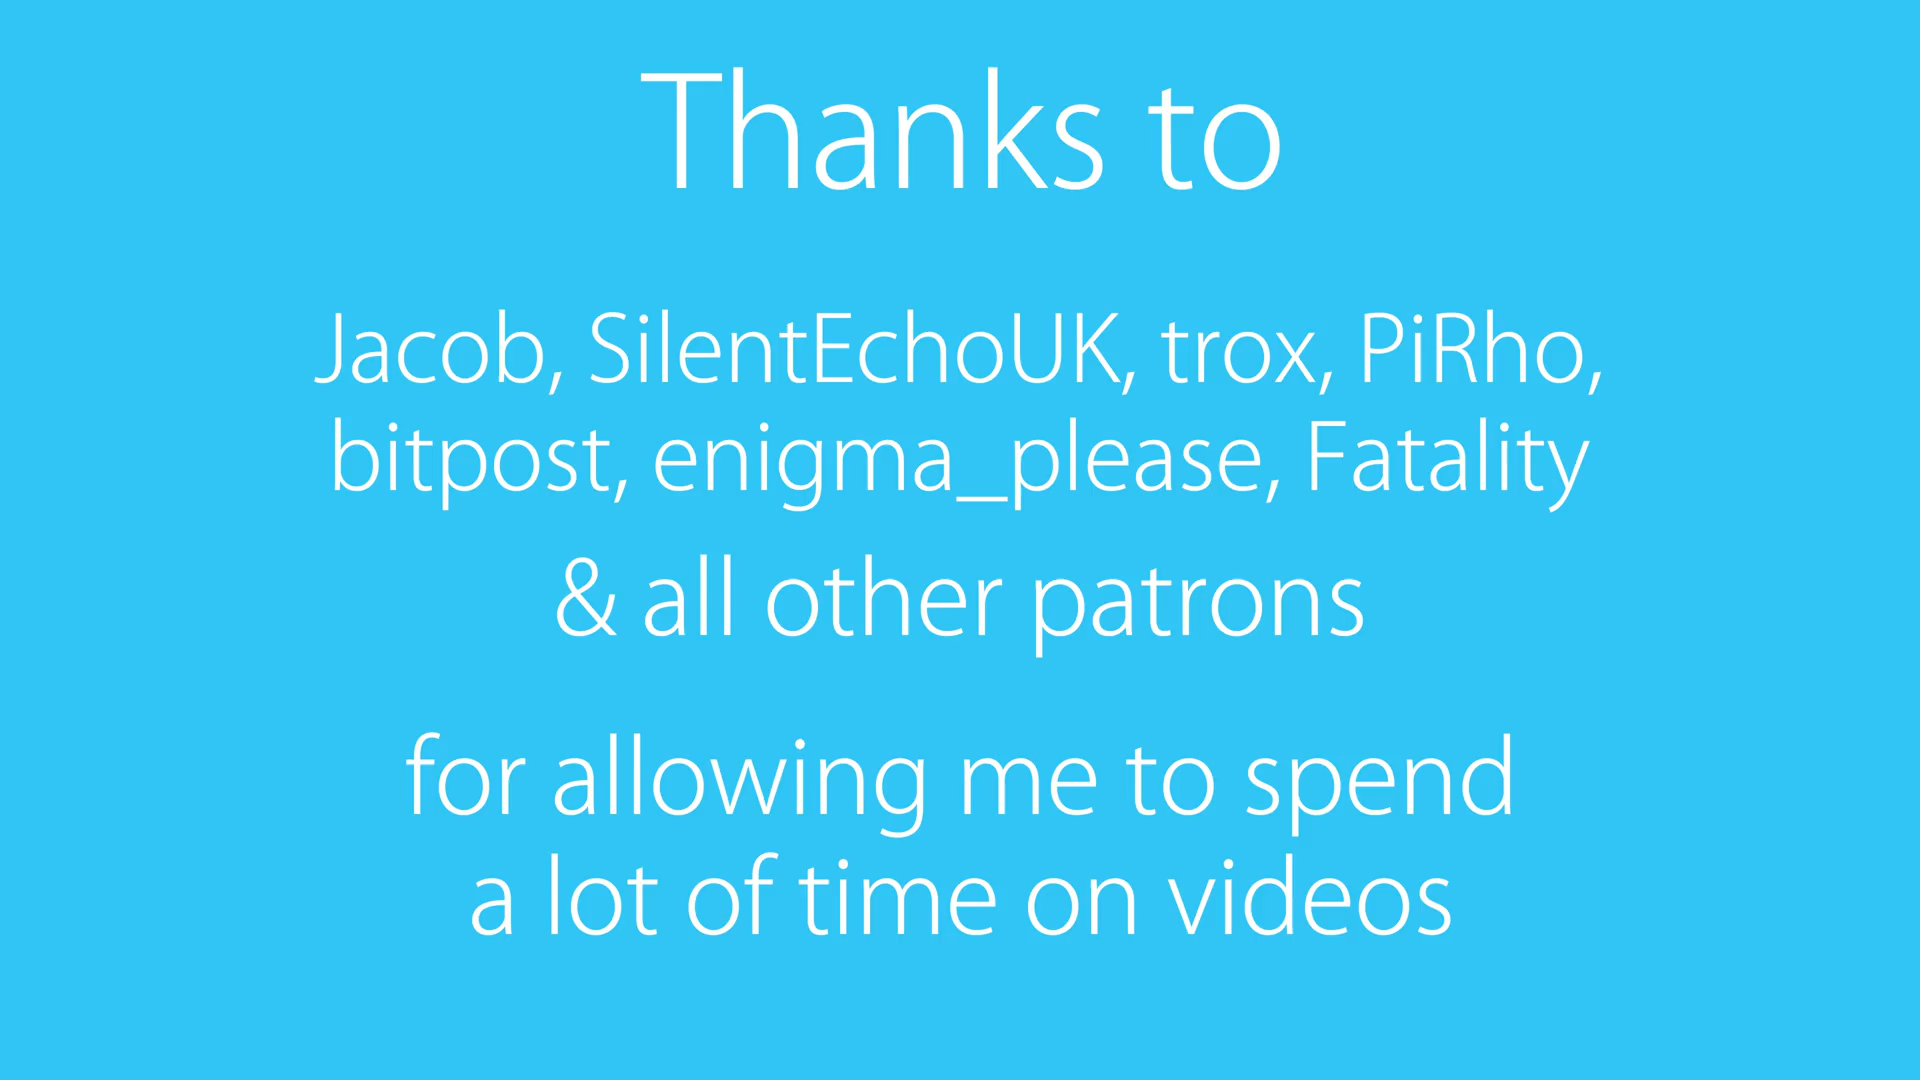 Thanks to
Jacob, SilentEchoUK, trox, PiRho,
bitpost, enigma_please, Fatality
& all other patrons
for allowing me to spend
a lot of time on videos